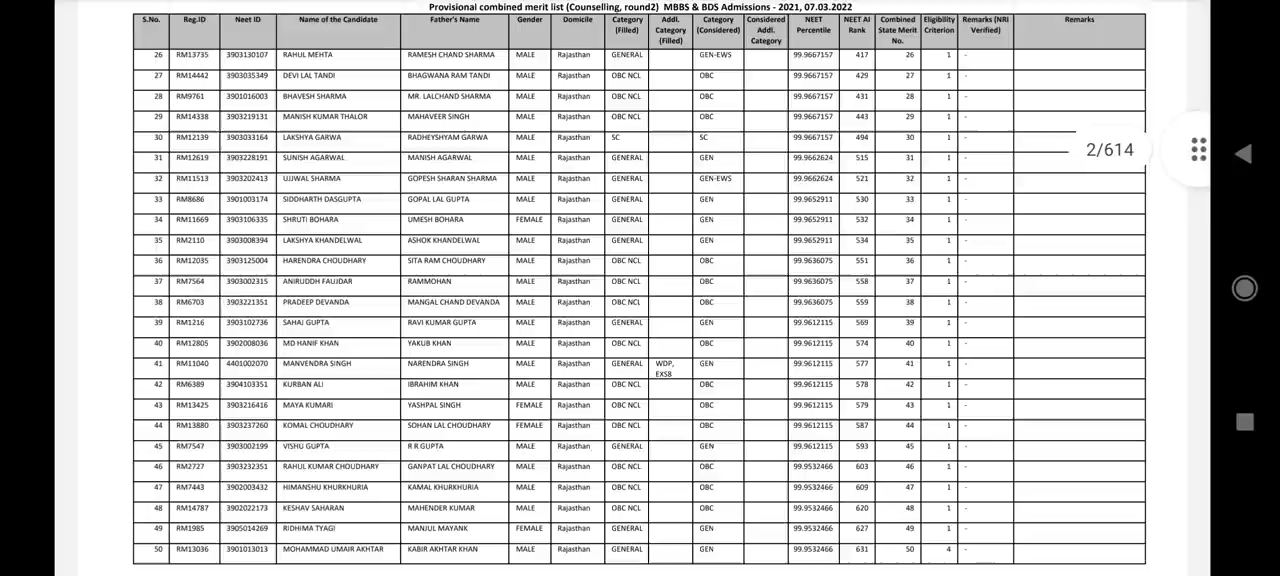 Provisional combined merit list (Counselling, round2) MBBS & BDS Admissions - 2021, 07.03.2022
S.No. Reg.ID Neet ID Name of the Candidate Father's Name Gender Domicile Category (Filled) Addl. Category (Filled) Category (Considered) Considered Addl. Category NEET Percentile NEET AI Rank Combined State Merit No. Eligibility Criterion Remarks (NRI Verified) Remarks
26 RM13735 3903130107 RAHUL MEHTA RAMESH CHAND SHARMA MALE Rajasthan GENERAL GEN-EWS 99.9667157 417 26 1 -
27 RM14442 3903035349 DEVI LAL TANDI BHAGWANA RAM TANDI MALE Rajasthan OBC NCL OBC 99.9667157 429 27 1 -
28 RM9761 3901016003 BHAVESH SHARMA MR. LALCHAND SHARMA MALE Rajasthan OBC NCL OBC 99.9667157 431 28 1 -
29 RM14338 3903219131 MANISH KUMAR THALOR MAHAVEER SINGH MALE Rajasthan OBC NCL OBC 99.9667157 443 29 1 -
30 RM12139 3903033164 LAKSHYA GARWA RADHEYSHYAM GARWA MALE Rajasthan SC SC 99.9667157 494 30 1 -
2/614
31 RM12619 3903228191 SUNISH AGARWAL MANISH AGARWAL MALE Rajasthan GENERAL GEN 99.9662624 515 31 1 -
32 RM11513 3903202413 UJJWAL SHARMA GOPESH SHARAN SHARMA MALE Rajasthan GENERAL GEN-EWS 99.9662624 521 32 1 -
33 RM8686 3901003174 SIDDHARTH DASGUPTA GOPAL LAL GUPTA MALE Rajasthan GENERAL GEN 99.9652911 530 33 1 -
34 RM11669 3903106335 SHRUTI BOHARA UMESH BOHARA FEMALE Rajasthan GENERAL GEN 99.9652911 532 34 1 -
35 RM2110 3903008394 LAKSHYA KHANDELWAL ASHOK KHANDELWAL MALE Rajasthan GENERAL GEN 99.9652911 534 35 1 -
36 RM12035 3903125004 HARENDRA CHOUDHARY SITA RAM CHOUDHARY MALE Rajasthan OBC NCL OBC 99.9636075 551 36 1 -
37 RM7564 3903002315 ANIRUDDH FAUJDAR RAMMOHAN MALE Rajasthan OBC NCL OBC 99.9636075 558 37 1 -
38 RM6703 3903221351 PRADEEP DEVANDA MANGAL CHAND DEVANDA MALE Rajasthan OBC NCL OBC 99.9636075 559 38 1 -
39 RM1216 3903102736 SAHAJ GUPTA RAVI KUMAR GUPTA MALE Rajasthan GENERAL GEN 99.9612115 569 39 1 -
40 RM12805 3902008036 MD HANIF KHAN YAKUB KHAN MALE Rajasthan OBC NCL OBC 99.9612115 574 40 1 -
41 RM11040 4401002070 MANVENDRA SINGH NARENDRA SINGH MALE Rajasthan GENERAL WDP, EXS8 GEN 99.9612115 577 41 1 -
42 RM6389 3904103351 KURBAN ALI IBRAHIM KHAN MALE Rajasthan OBC NCL OBC 99.9612115 578 42 1 -
43 RM13425 3903216416 MAYA KUMARI YASHPAL SINGH FEMALE Rajasthan OBC NCL OBC 99.9612115 579 43 1 -
44 RM13880 3903237260 KOMAL CHOUDHARY SOHAN LAL CHOUDHARY FEMALE Rajasthan OBC NCL OBC 99.9612115 587 44 1 -
45 RM7547 3903002199 VISHU GUPTA R R GUPTA MALE Rajasthan GENERAL GEN 99.9612115 593 45 1 -
46 RM2727 3903232351 RAHUL KUMAR CHOUDHARY GANPAT LAL CHOUDHARY MALE Rajasthan OBC NCL OBC 99.9532466 603 46 1 -
47 RM7443 3902003432 HIMANSHU KHURKHURIA KAMAL KHURKHURIA MALE Rajasthan OBC NCL OBC 99.9532466 609 47 1 -
48 RM14787 3902022173 KESHAV SAHARAN MAHENDER KUMAR MALE Rajasthan OBC NCL OBC 99.9532466 620 48 1 -
49 RM1985 3905014269 RIDHIMA TYAGI MANJUL MAYANK FEMALE Rajasthan GENERAL GEN 99.9532466 627 49 1 -
50 RM13036 3901013013 MOHAMMAD UMAIR AKHTAR KABIR AKHTAR KHAN MALE Rajasthan GENERAL GEN 99.9532466 631 50 4 -